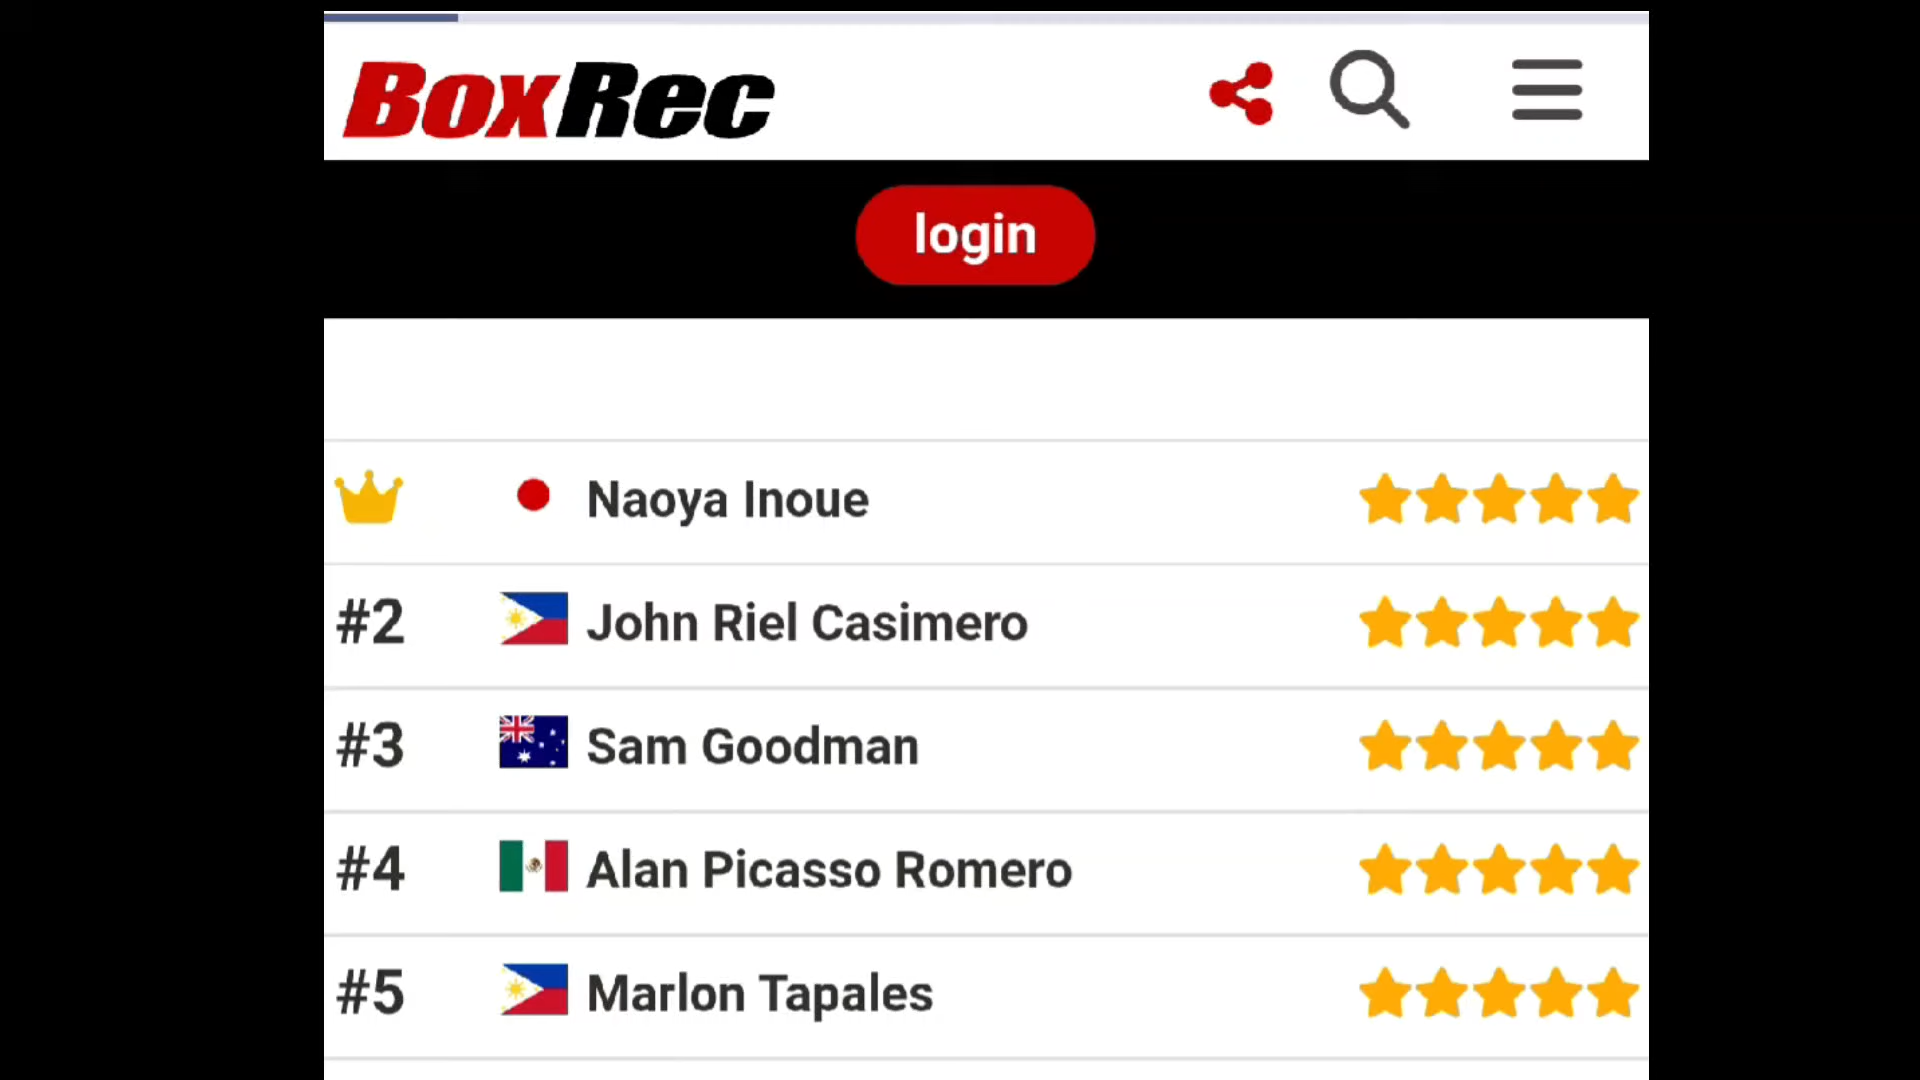 BoxRec
login
Naoya Inoue
#2 John Riel Casimero
#3 Sam Goodman
#4 Alan Picasso Romero
#5 Marlon Tapales